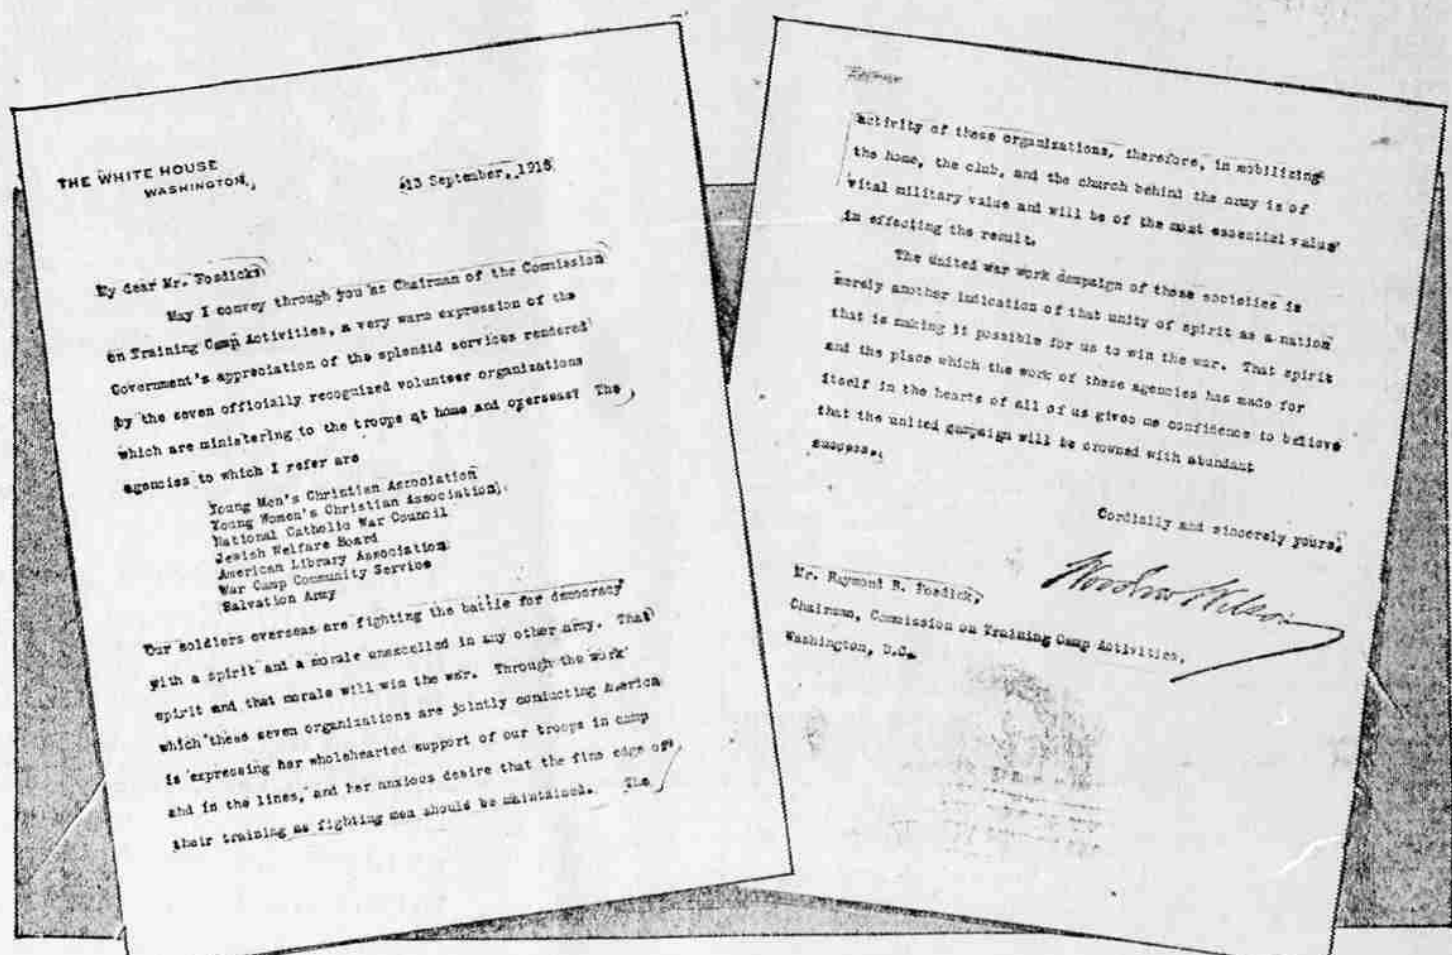 THE WHITE HOUSE
WASHINGTON
13 September, 1918
My dear Mr. Fosdick:
May I convey through you as Chairman of the Commission
on Training Camp Activities, a very warm expression of the
Government's appreciation of the splendid services rendered
by the seven officially recognized volunteer organizations
which are ministering to the troops at home and overseas? The
agencies to which I refer are
Young Men's Christian Association
Young Women's Christian Association
National Catholic War Council
Jewish Welfare Board
American Library Association
War Camp Community Service
Salvation Army
Our soldiers overseas are fighting the battle for democracy
with a spirit and a morale unexcelled in any other army. That
spirit and that morale will win the war. Through the work
which these seven organizations are jointly conducting America
is expressing her wholehearted support of our troops in camp
and in the lines, and her anxious desire that the fine edge of
their training as fighting men should be maintained. The
activity of these organizations, therefore, in mobilizing
the home, the club, and the church behind the army is of
vital military value and will be of the most essential value
in effecting the result.
The united war work campaign of these societies is
merely another indication of that unity of spirit as a nation
that is making it possible for us to win the war. That spirit
and the place which the work of these agencies has made for
itself in the hearts of all of us gives me confidence to believe
that the united campaign will be crowned with abundant
success.
Cordially and sincerely yours,
Woodrow Wilson
Mr. Raymond B. Fosdick,
Chairman, Commission on Training Camp Activities,
Washington, D.C.